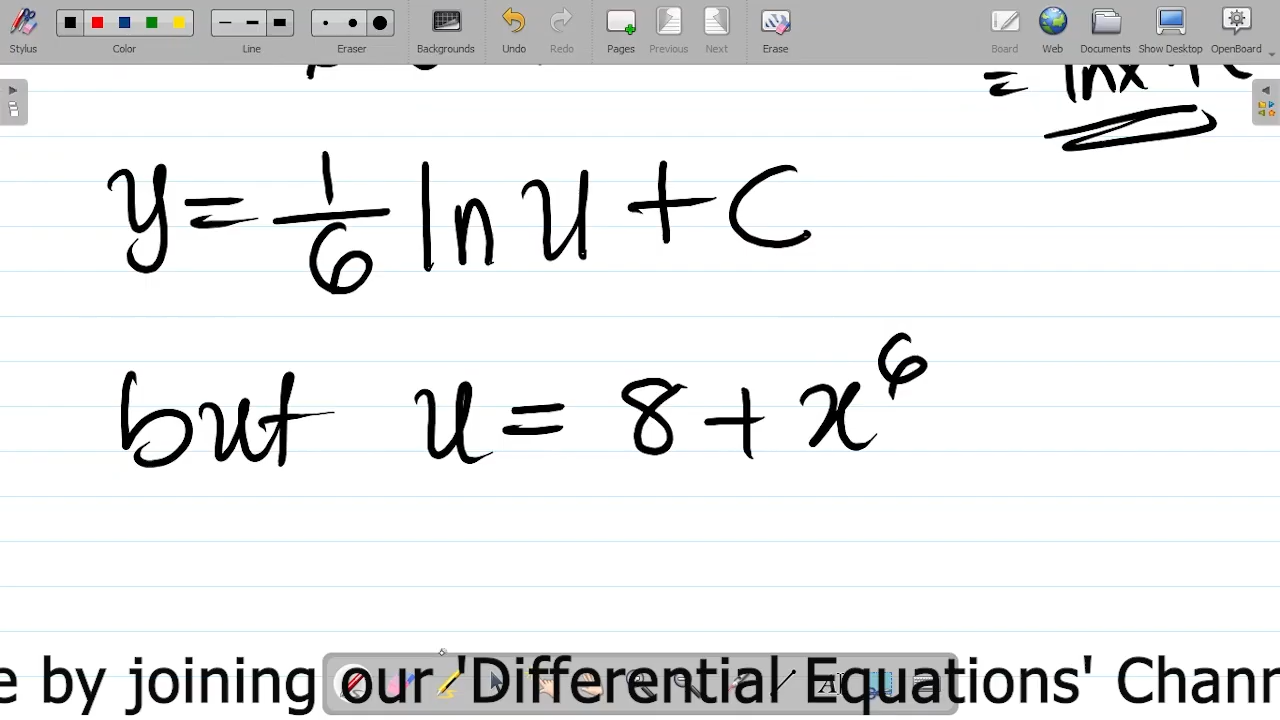 Stylus Color Line Eraser Backgrounds Undo Redo Pages Previous Next Erase Board Web Documents Show Desktop OpenBoard
= lnx + c
y = 1/6 ln u + C
but u = 8 + x^6
e by joining our 'Differential Equations' Chann